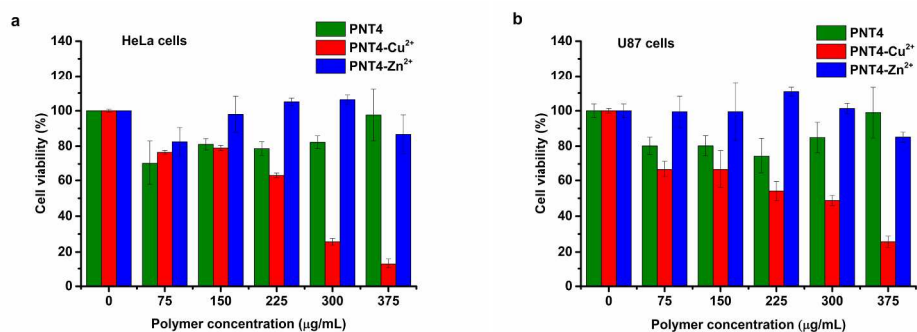 a
HeLa cells
PNT4
PNT4-Cu²⁺
PNT4-Zn²⁺
140
120
100
80
60
40
20
0
Cell viability (%)
0 75 150 225 300 375
Polymer concentration (μg/mL)
b
U87 cells
PNT4
PNT4-Cu²⁺
PNT4-Zn²⁺
140
120
100
80
60
40
20
0
Cell viability (%)
0 75 150 225 300 375
Polymer concentration (μg/mL)